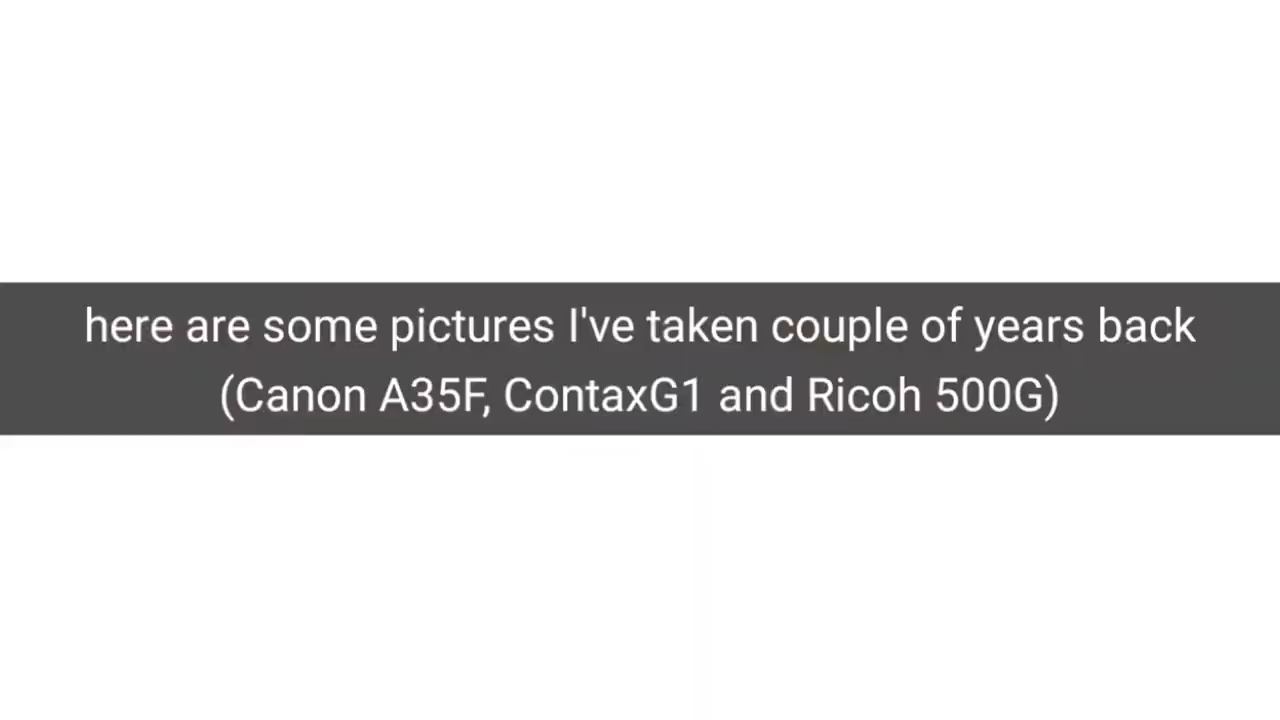 here are some pictures I've taken couple of years back
(Canon A35F, ContaxG1 and Ricoh 500G)